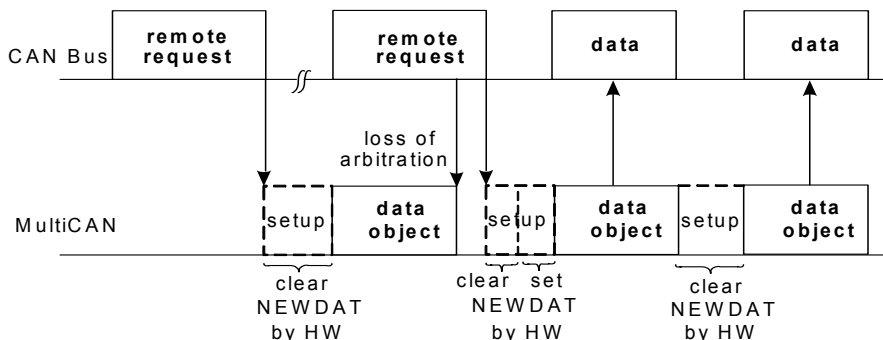 CAN Bus
remote
request
remote
request
data
data
loss of
arbitration
MultiCAN
setup
data
object
setup
data
object
setup
data
object
clear
NEWDAT
by HW
clear set
NEWDAT
by HW
clear
NEWDAT
by HW